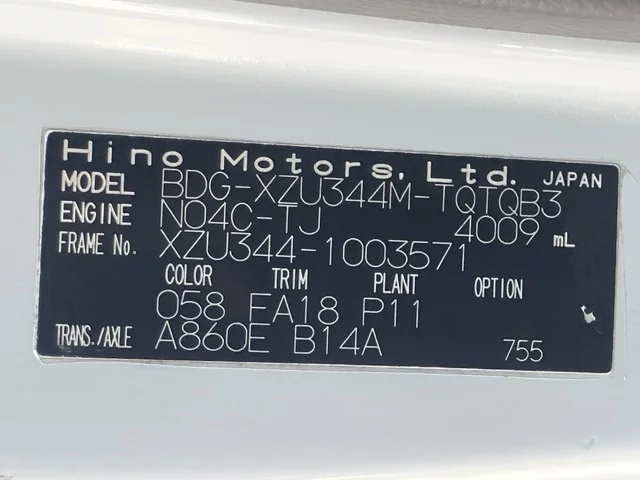 Hino Motors, Ltd. JAPAN
MODEL BDG-XZU344M-TQTQB3
ENGINE N04C-TJ 4009 mL
FRAME No. XZU344-1003571
COLOR TRIM PLANT OPTION
058 FA18 P11
TRANS./AXLE A860E B14A 755